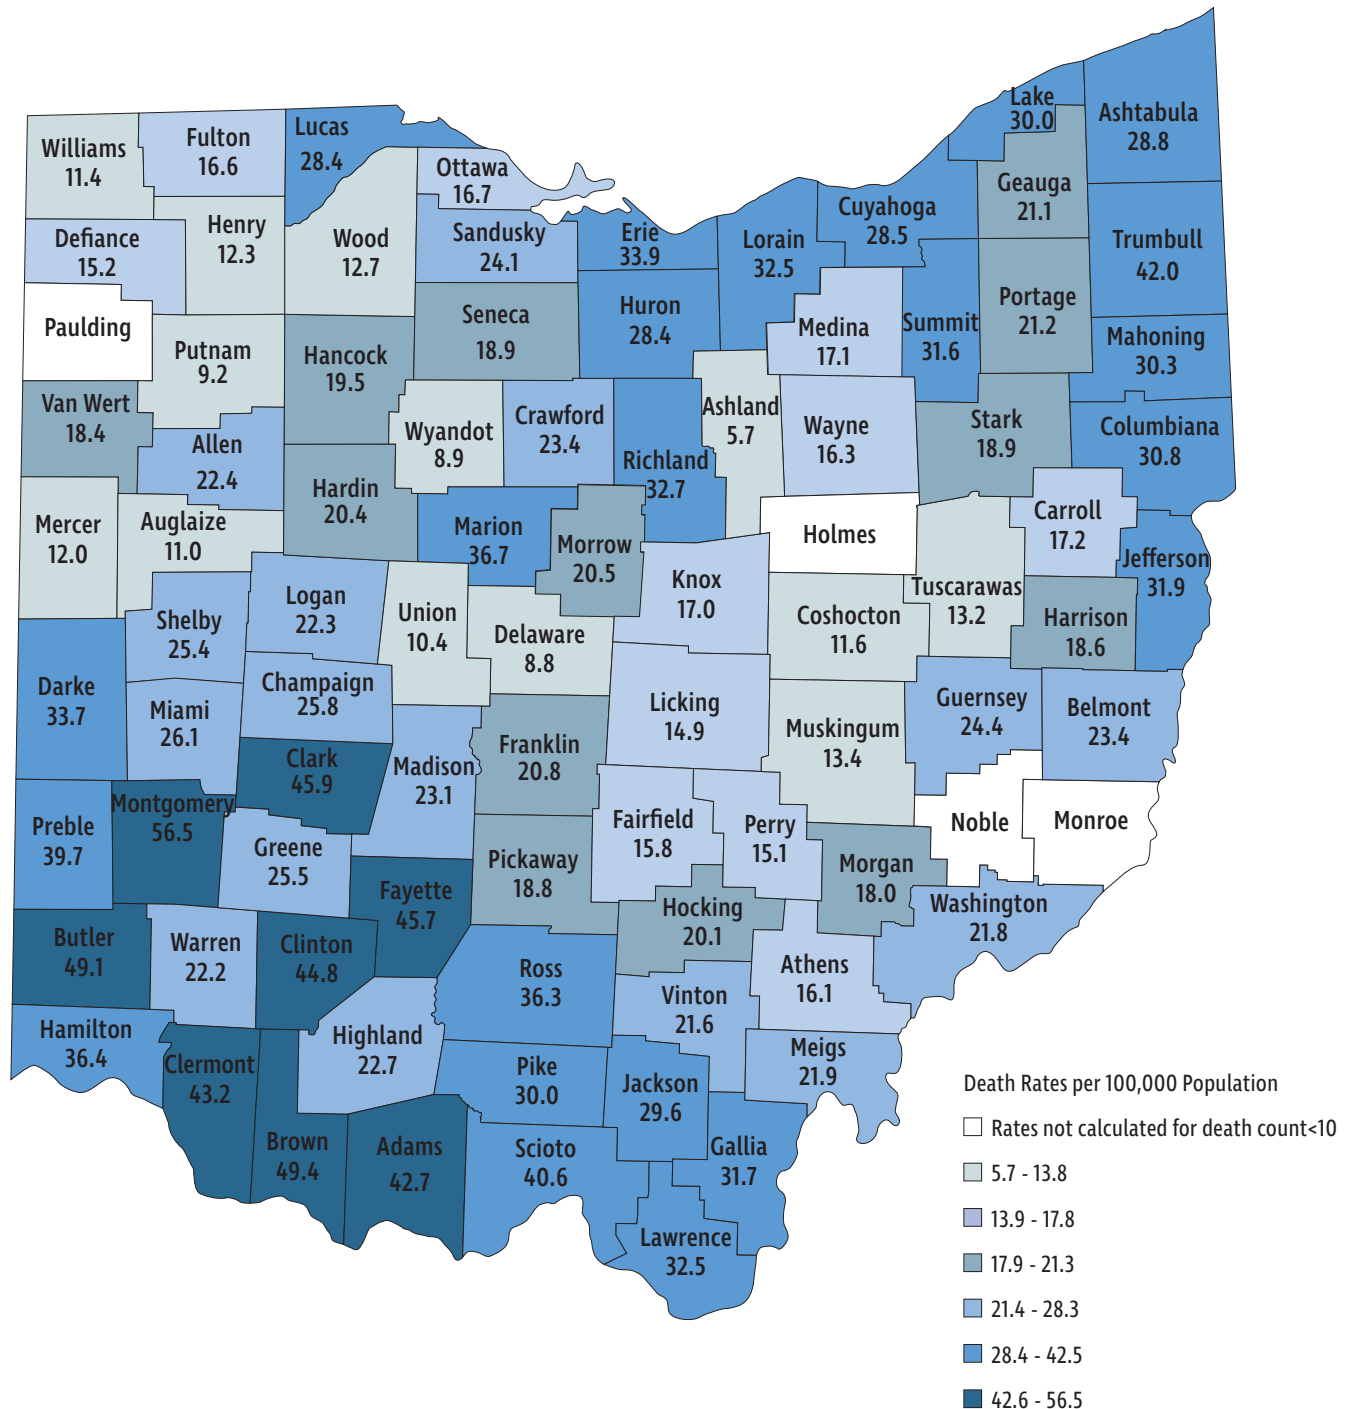 Williams
11.4
Fulton
16.6
Lucas
28.4
Ottawa
16.7
Lake
30.0
Ashtabula
28.8
Geauga
21.1
Defiance
15.2
Henry
12.3
Wood
12.7
Sandusky
24.1
Erie
33.9
Lorain
32.5
Cuyahoga
28.5
Trumbull
42.0
Paulding
Putnam
9.2
Hancock
19.5
Seneca
18.9
Huron
28.4
Medina
17.1
Summit
31.6
Portage
21.2
Mahoning
30.3
Van Wert
18.4
Allen
22.4
Wyandot
8.9
Crawford
23.4
Richland
32.7
Ashland
5.7
Wayne
16.3
Stark
18.9
Columbiana
30.8
Mercer
12.0
Auglaize
11.0
Hardin
20.4
Marion
36.7
Morrow
20.5
Knox
17.0
Holmes
Carroll
17.2
Jefferson
31.9
Tuscarawas
13.2
Coshocton
11.6
Harrison
18.6
Shelby
25.4
Logan
22.3
Union
10.4
Delaware
8.8
Darke
33.7
Miami
26.1
Champaign
25.8
Licking
14.9
Muskingum
13.4
Guernsey
24.4
Belmont
23.4
Clark
45.9
Madison
23.1
Franklin
20.8
Preble
39.7
Montgomery
56.5
Greene
25.5
Fayette
45.7
Pickaway
18.8
Fairfield
15.8
Perry
15.1
Morgan
18.0
Noble
Monroe
Washington
21.8
Butler
49.1
Warren
22.2
Clinton
44.8
Ross
36.3
Hocking
20.1
Athens
16.1
Vinton
21.6
Hamilton
36.4
Clermont
43.2
Highland
22.7
Pike
30.0
Jackson
29.6
Meigs
21.9
Brown
49.4
Adams
42.7
Scioto
40.6
Gallia
31.7
Lawrence
32.5
Death Rates per 100,000 Population
Rates not calculated for death count<10
5.7 - 13.8
13.9 - 17.8
17.9 - 21.3
21.4 - 28.3
28.4 - 42.5
42.6 - 56.5